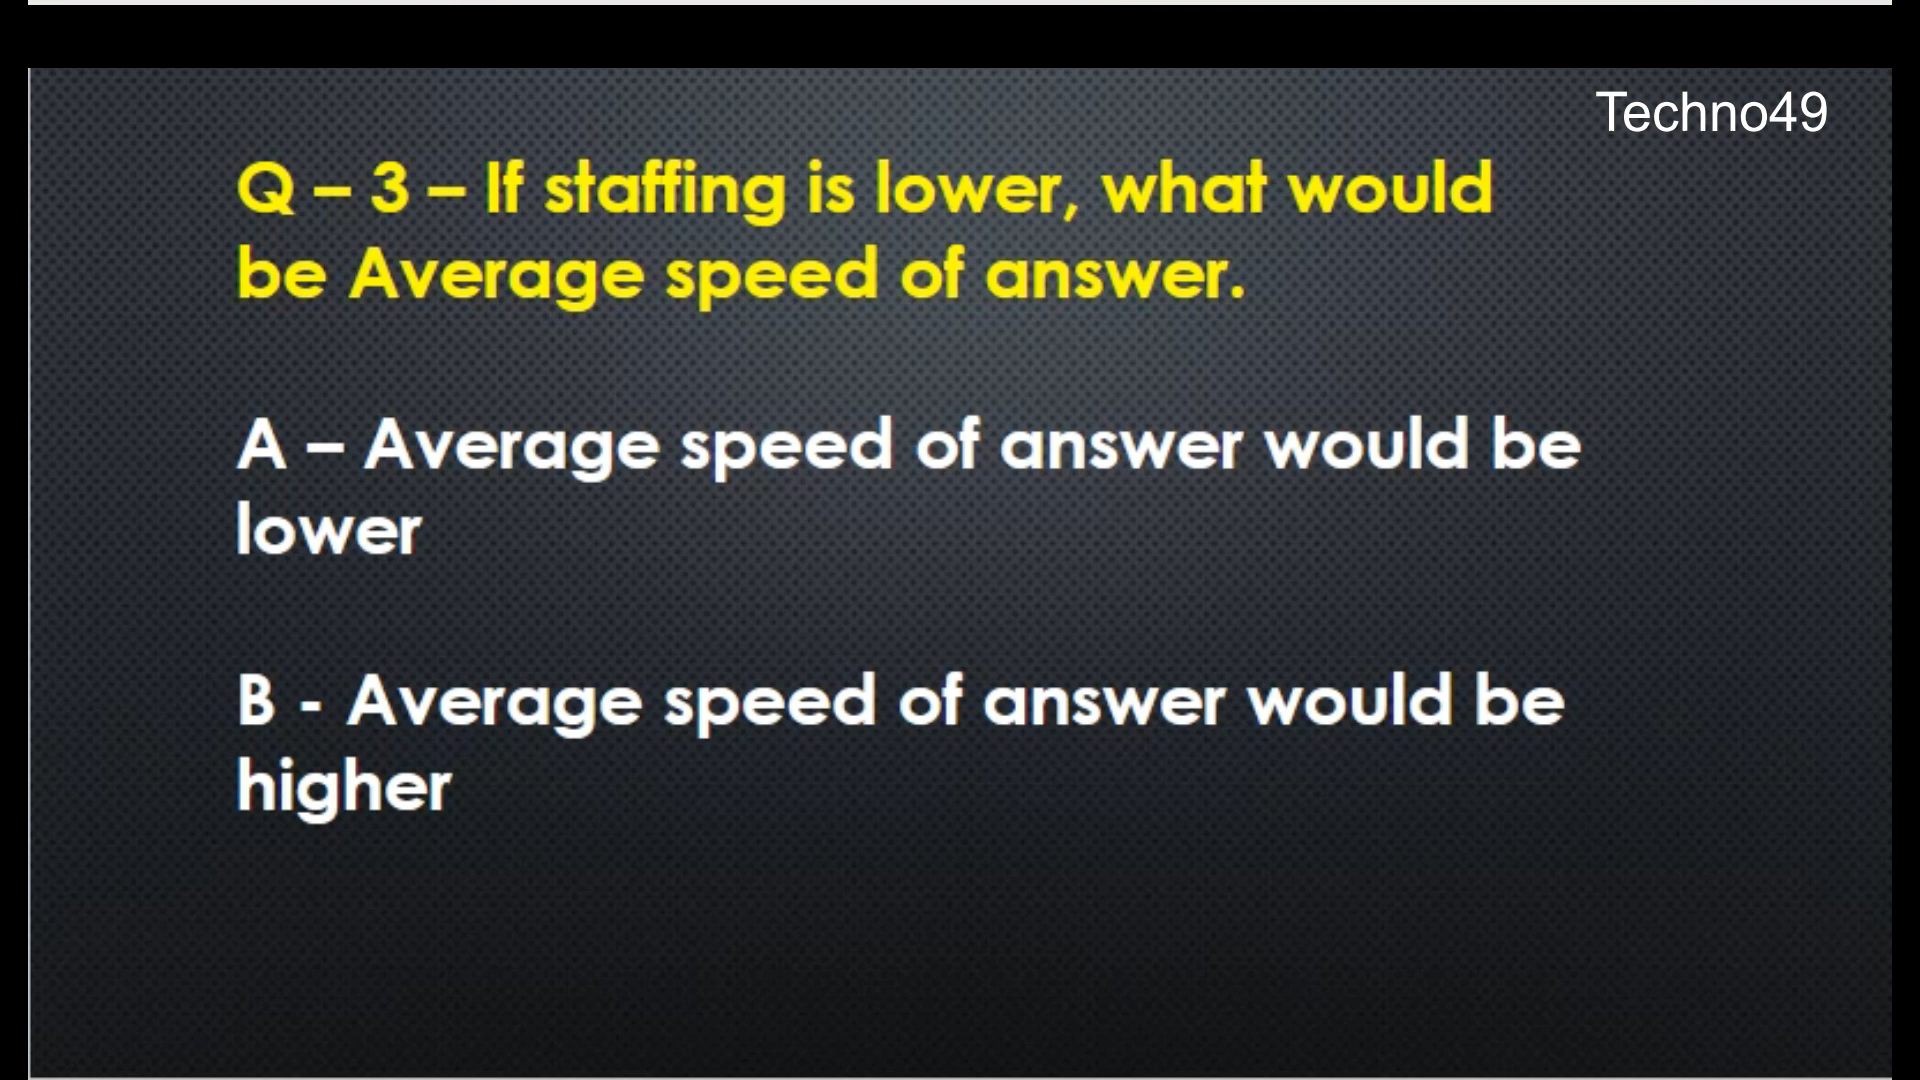 Techno49
Q – 3 – If staffing is lower, what would
be Average speed of answer.
A – Average speed of answer would be
lower
B - Average speed of answer would be
higher